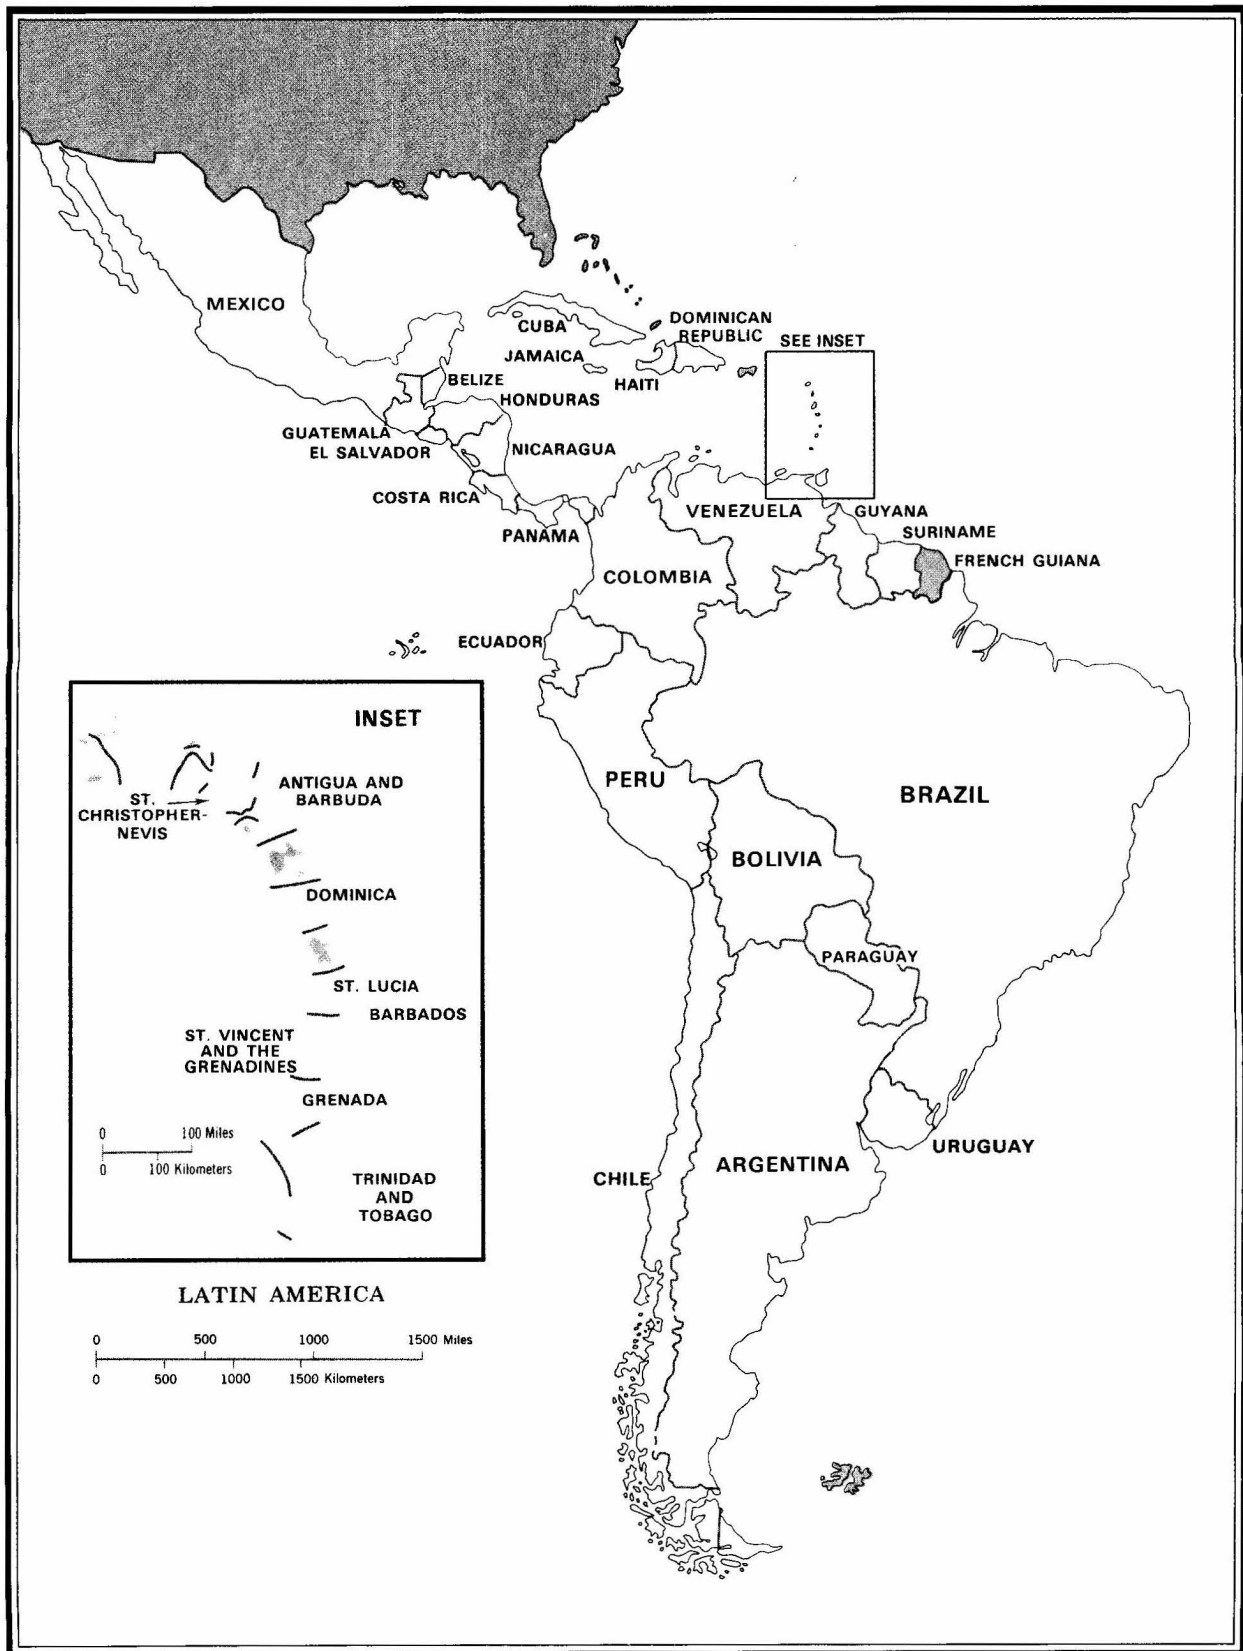 MEXICO
CUBA
DOMINICAN
REPUBLIC
SEE INSET
JAMAICA
HAITI
BELIZE
HONDURAS
GUATEMALA
EL SALVADOR
NICARAGUA
COSTA RICA
PANAMA
VENEZUELA
GUYANA
SURINAME
FRENCH GUIANA
COLOMBIA
ECUADOR
PERU
BRAZIL
BOLIVIA
PARAGUAY
CHILE
ARGENTINA
URUGUAY
INSET
ANTIGUA AND
BARBUDA
ST.
CHRISTOPHER-
NEVIS
DOMINICA
ST. LUCIA
BARBADOS
ST. VINCENT
AND THE
GRENADINES
GRENADA
0 100 Miles
0 100 Kilometers
TRINIDAD
AND
TOBAGO
LATIN AMERICA
0 500 1000 1500 Miles
0 500 1000 1500 Kilometers